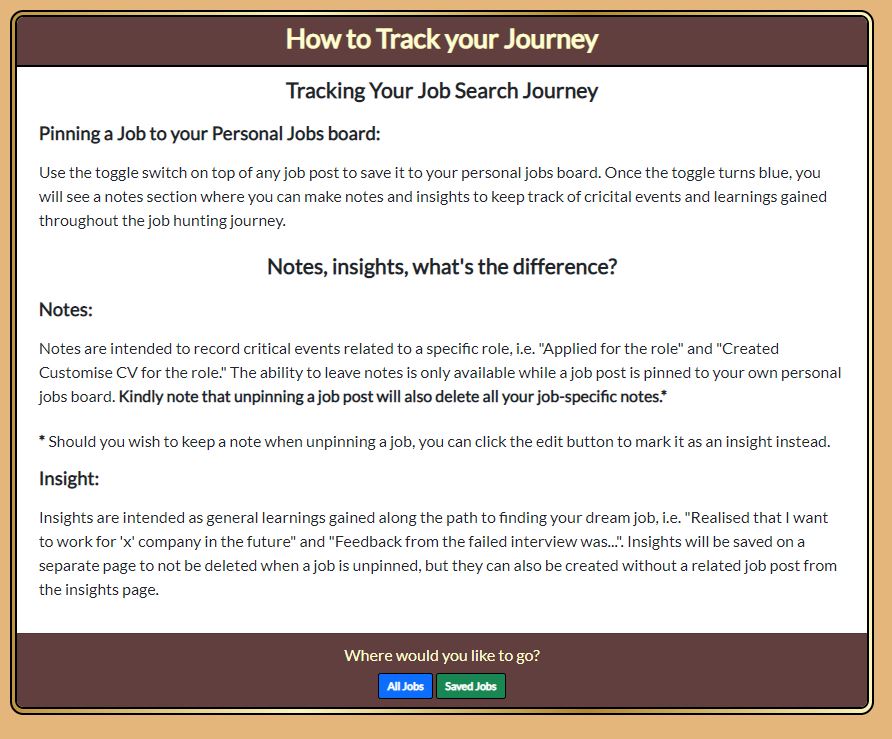 How to Track your Journey
Tracking Your Job Search Journey
Pinning a Job to your Personal Jobs board:
Use the toggle switch on top of any job post to save it to your personal jobs board. Once the toggle turns blue, you
will see a notes section where you can make notes and insights to keep track of cricital events and learnings gained
throughout the job hunting journey.
Notes, insights, what's the difference?
Notes:
Notes are intended to record critical events related to a specific role, i.e. "Applied for the role" and "Created
Customise CV for the role." The ability to leave notes is only available while a job post is pinned to your own personal
jobs board. Kindly note that unpinning a job post will also delete all your job-specific notes.*
* Should you wish to keep a note when unpinning a job, you can click the edit button to mark it as an insight instead.
Insight:
Insights are intended as general learnings gained along the path to finding your dream job, i.e. "Realised that I want
to work for 'x' company in the future" and "Feedback from the failed interview was...". Insights will be saved on a
separate page to not be deleted when a job is unpinned, but they can also be created without a related job post from
the insights page.
Where would you like to go?
All Jobs Saved Jobs